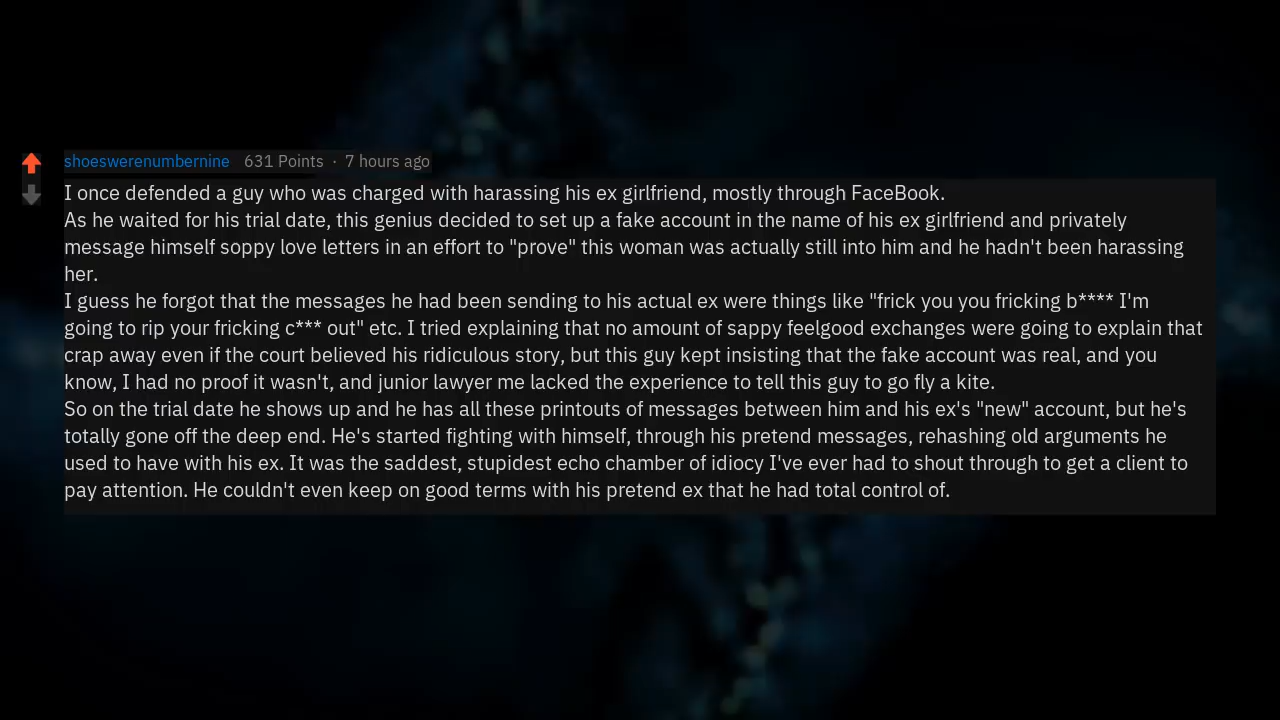 shoeswerenumbernine 631 Points · 7 hours ago
I once defended a guy who was charged with harassing his ex girlfriend, mostly through FaceBook.
As he waited for his trial date, this genius decided to set up a fake account in the name of his ex girlfriend and privately
message himself soppy love letters in an effort to "prove" this woman was actually still into him and he hadn't been harassing
her.
I guess he forgot that the messages he had been sending to his actual ex were things like "frick you you fricking b**** I'm
going to rip your fricking c*** out" etc. I tried explaining that no amount of sappy feelgood exchanges were going to explain that
crap away even if the court believed his ridiculous story, but this guy kept insisting that the fake account was real, and you
know, I had no proof it wasn't, and junior lawyer me lacked the experience to tell this guy to go fly a kite.
So on the trial date he shows up and he has all these printouts of messages between him and his ex's "new" account, but he's
totally gone off the deep end. He's started fighting with himself, through his pretend messages, rehashing old arguments he
used to have with his ex. It was the saddest, stupidest echo chamber of idiocy I've ever had to shout through to get a client to
pay attention. He couldn't even keep on good terms with his pretend ex that he had total control of.